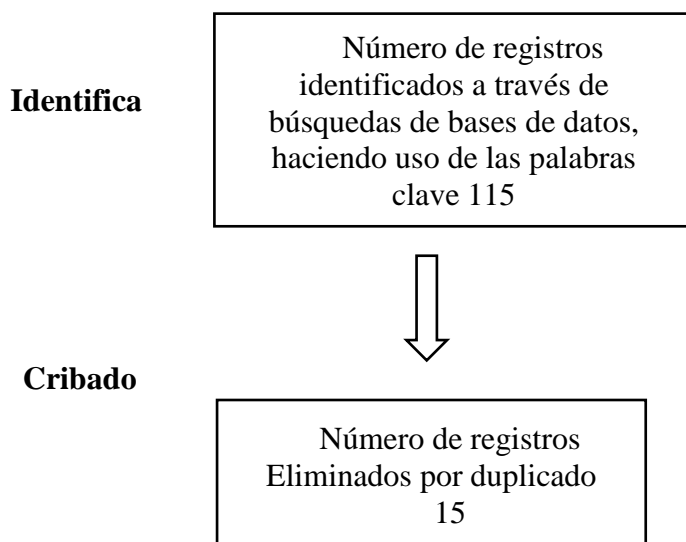 Identifica
Número de registros
identificados a través de
búsquedas de bases de datos,
haciendo uso de las palabras
clave 115
Cribado
Número de registros
Eliminados por duplicado
15